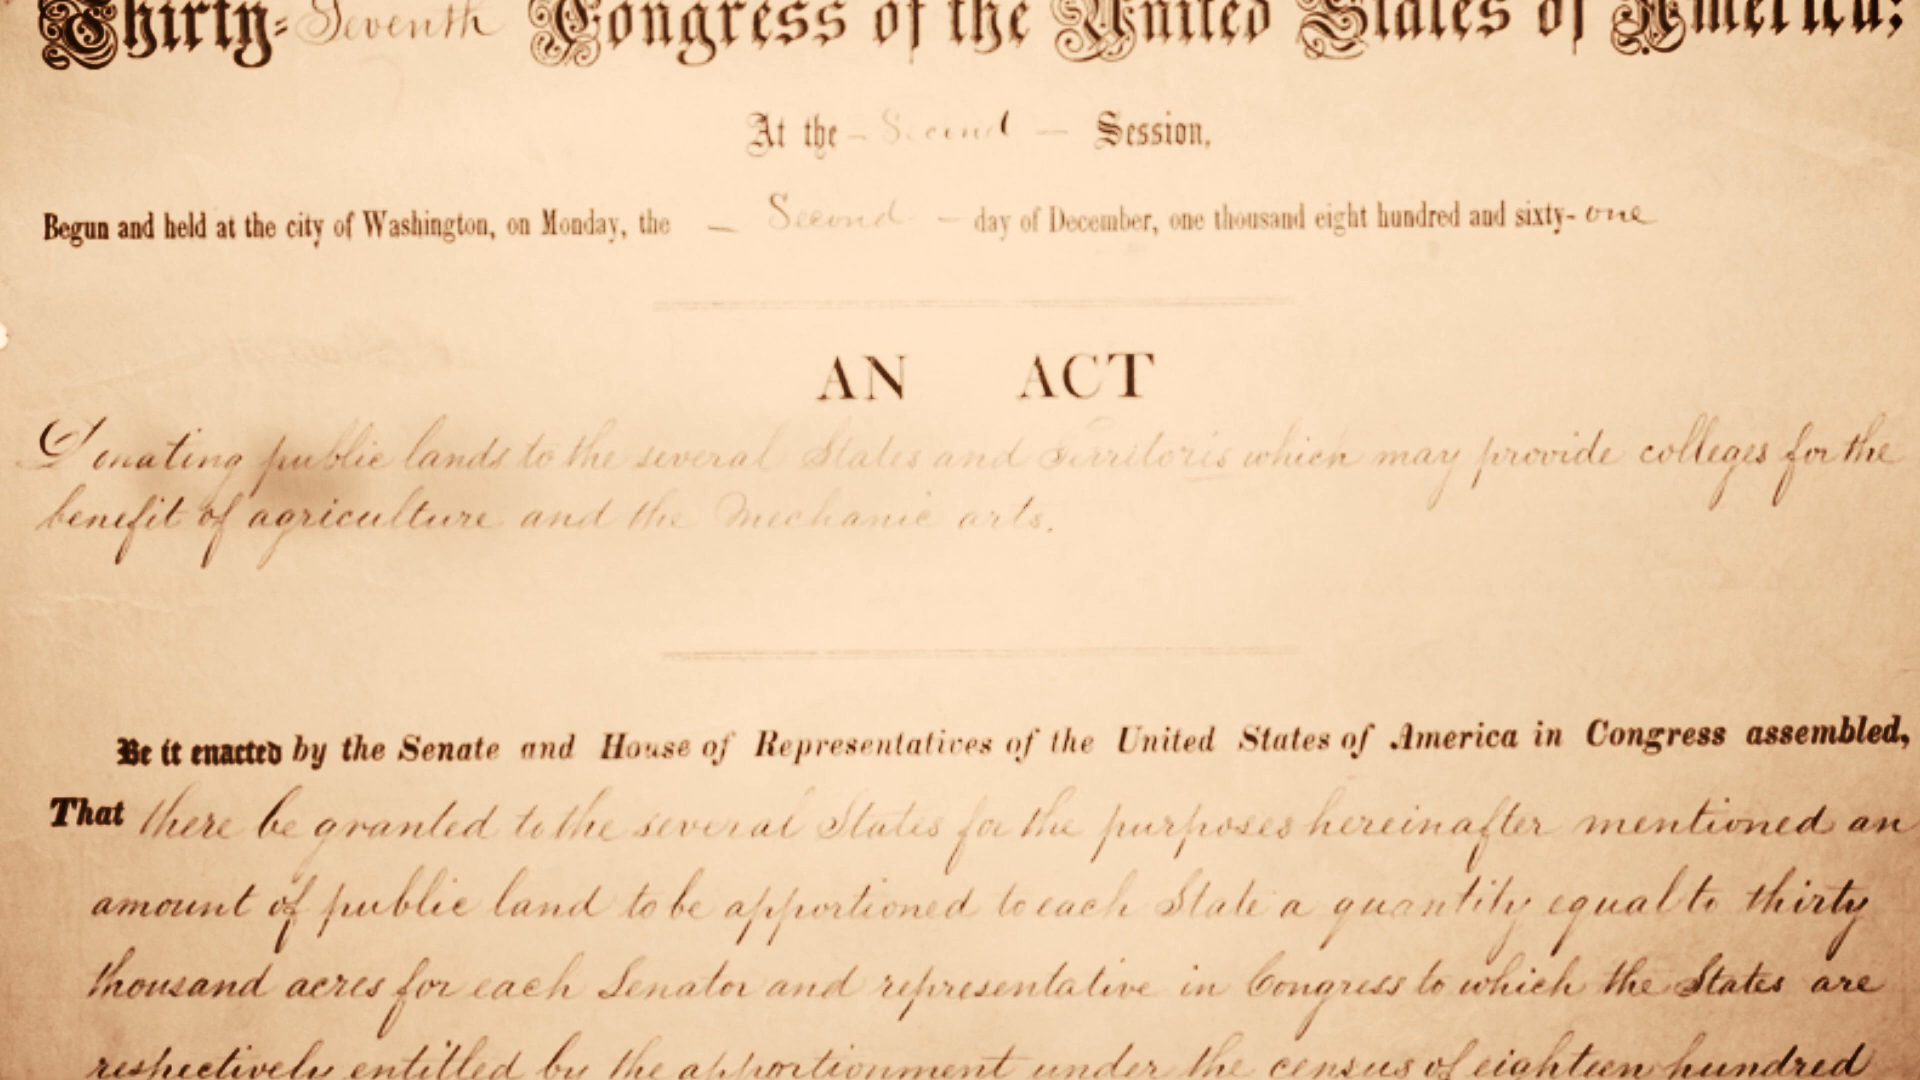 Thirty-Seventh Congress of the United States of America;
At the - Second - Session,
Begun and held at the city of Washington, on Monday, the - Second - day of December, one thousand eight hundred and sixty-one
AN ACT
Donating public lands to the several States and Territoris which may provide colleges for the
benefit of agriculture and the Mechanic arts.
Be it enacted by the Senate and House of Representatives of the United States of America in Congress assembled,
That there be granted to the several States for the purposes hereinafter mentioned an
amount of public land to be apportioned to each State a quantity equal to thirty
thousand acres for each Senator and representative in Congress to which the States are
respectively entitled by the apportionment under the census of eighteen hundred